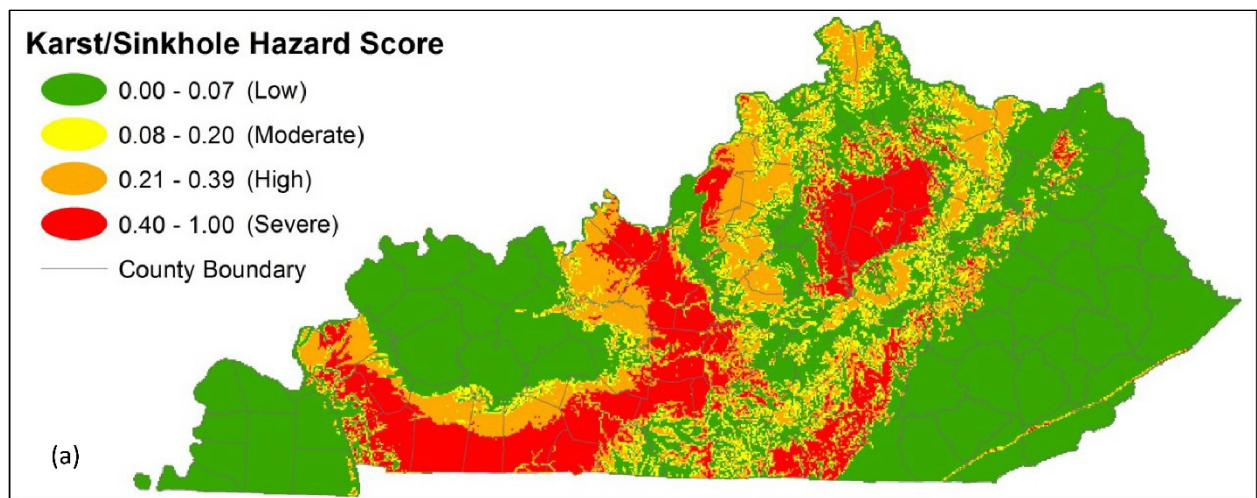 Karst/Sinkhole Hazard Score
0.00 - 0.07 (Low)
0.08 - 0.20 (Moderate)
0.21 - 0.39 (High)
0.40 - 1.00 (Severe)
County Boundary
(a)